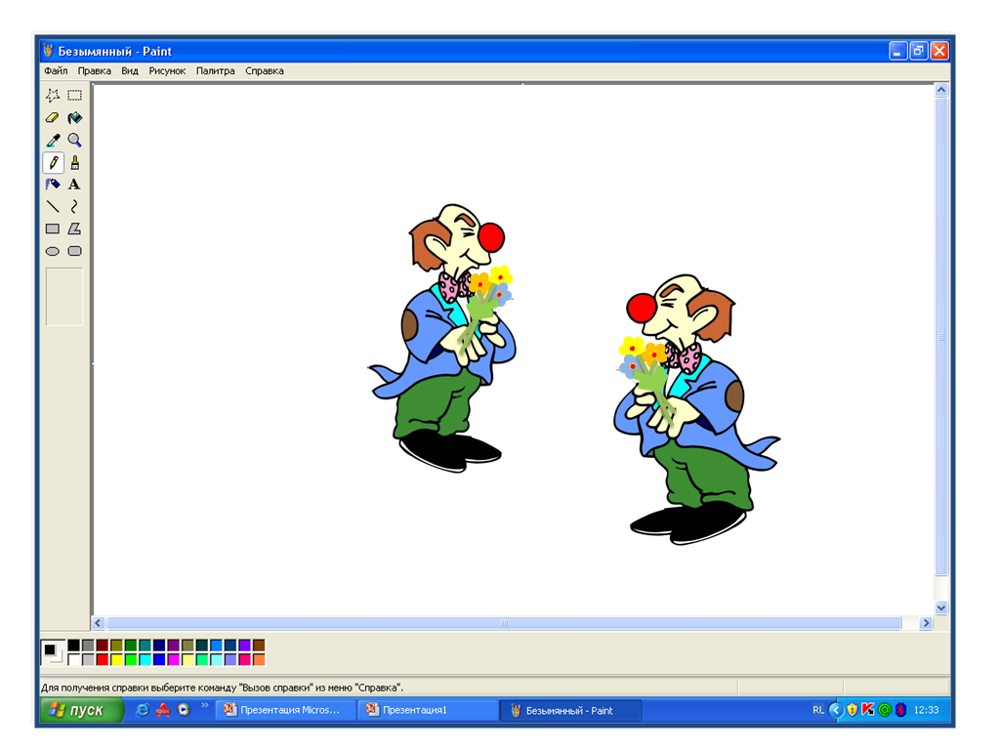 Безымянный - Paint
Файл Правка Вид Рисунок Палитра Справка
A
Для получения справки выберите команду "Вызов справки" из меню "Справка".
пуск » Презентация Micros... Презентация1 Безымянный - Paint RL 12:33